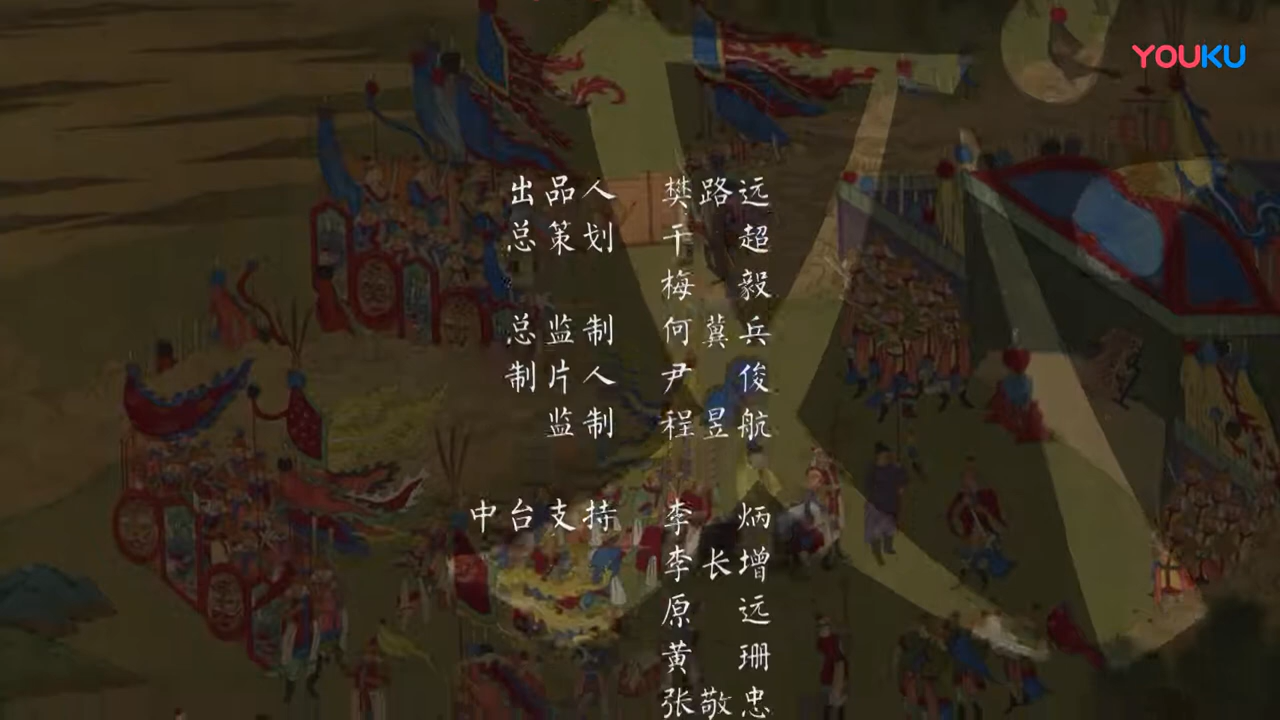 YOUKU
出品人 樊路远
总策划 干超
梅毅
总监制 何冀兵
制片人 尹俊
监制 程昱航
中台支持 李炳
李长增
原远
黄珊
张敬忠